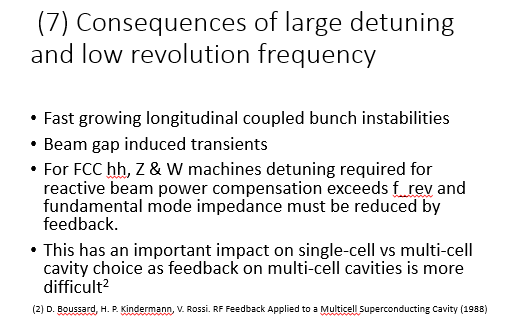 (7) Consequences of large detuning
and low revolution frequency
• Fast growing longitudinal coupled bunch instabilities
• Beam gap induced transients
• For FCC hh, Z & W machines detuning required for
reactive beam power compensation exceeds f_rev and
fundamental mode impedance must be reduced by
feedback.
• This has an important impact on single-cell vs multi-cell
cavity choice as feedback on multi-cell cavities is more
difficult²
(2) D. Boussard, H. P. Kindermann, V. Rossi. RF Feedback Applied to a Multicell Superconducting Cavity (1988)